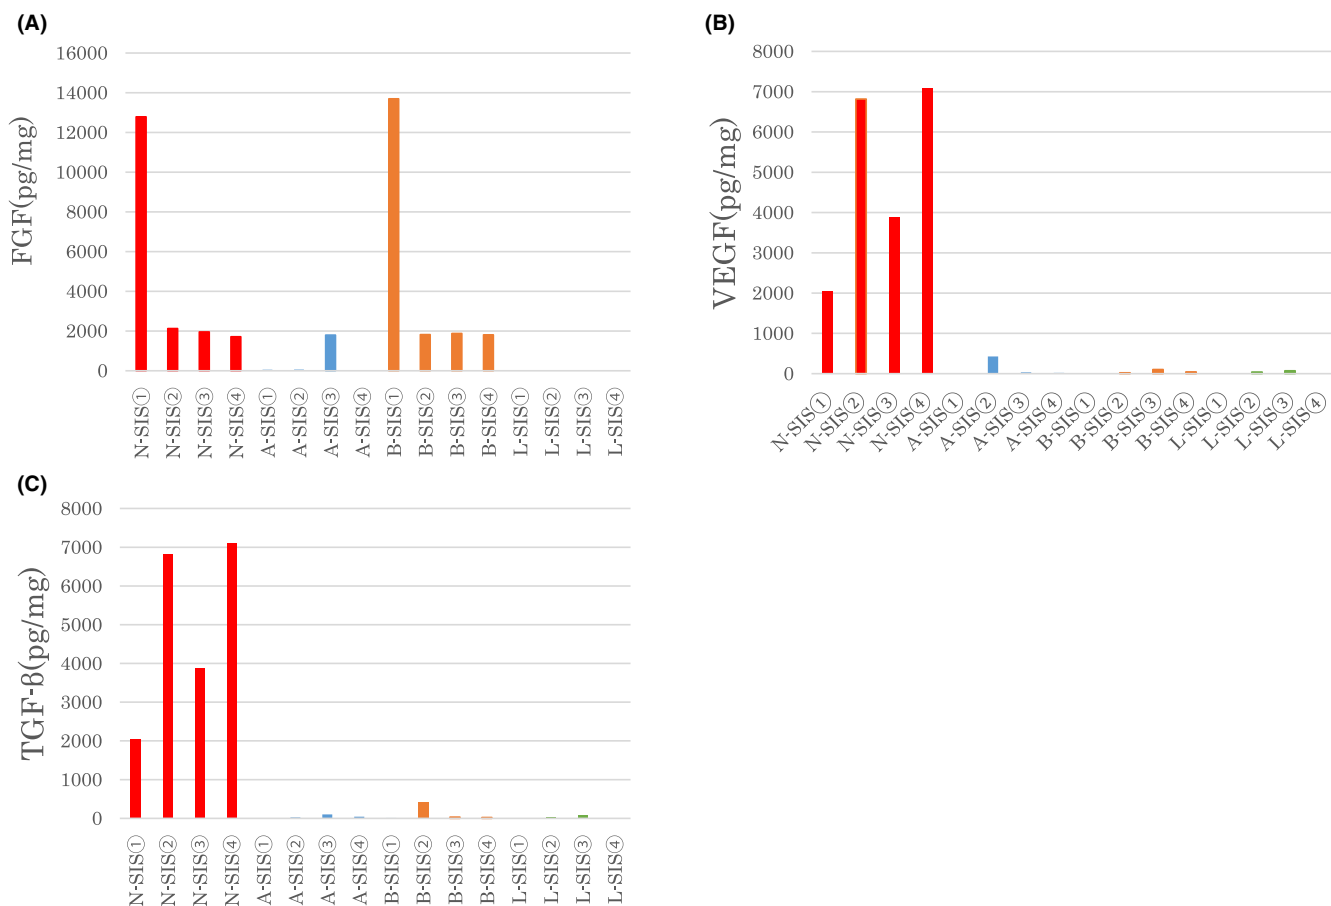 (A)
FGF(pg/mg)
16000
14000
12000
10000
8000
6000
4000
2000
0
N-SIS①
N-SIS②
N-SIS③
N-SIS④
A-SIS①
A-SIS②
A-SIS③
A-SIS④
B-SIS①
B-SIS②
B-SIS③
B-SIS④
L-SIS①
L-SIS②
L-SIS③
L-SIS④
(B)
VEGF(pg/mg)
8000
7000
6000
5000
4000
3000
2000
1000
0
N-SIS①
N-SIS②
N-SIS③
N-SIS④
A-SIS①
A-SIS②
A-SIS③
A-SIS④
B-SIS①
B-SIS②
B-SIS③
B-SIS④
L-SIS①
L-SIS②
L-SIS③
L-SIS④
(C)
TGF-β(pg/mg)
8000
7000
6000
5000
4000
3000
2000
1000
0
N-SIS①
N-SIS②
N-SIS③
N-SIS④
A-SIS①
A-SIS②
A-SIS③
A-SIS④
B-SIS①
B-SIS②
B-SIS③
B-SIS④
L-SIS①
L-SIS②
L-SIS③
L-SIS④